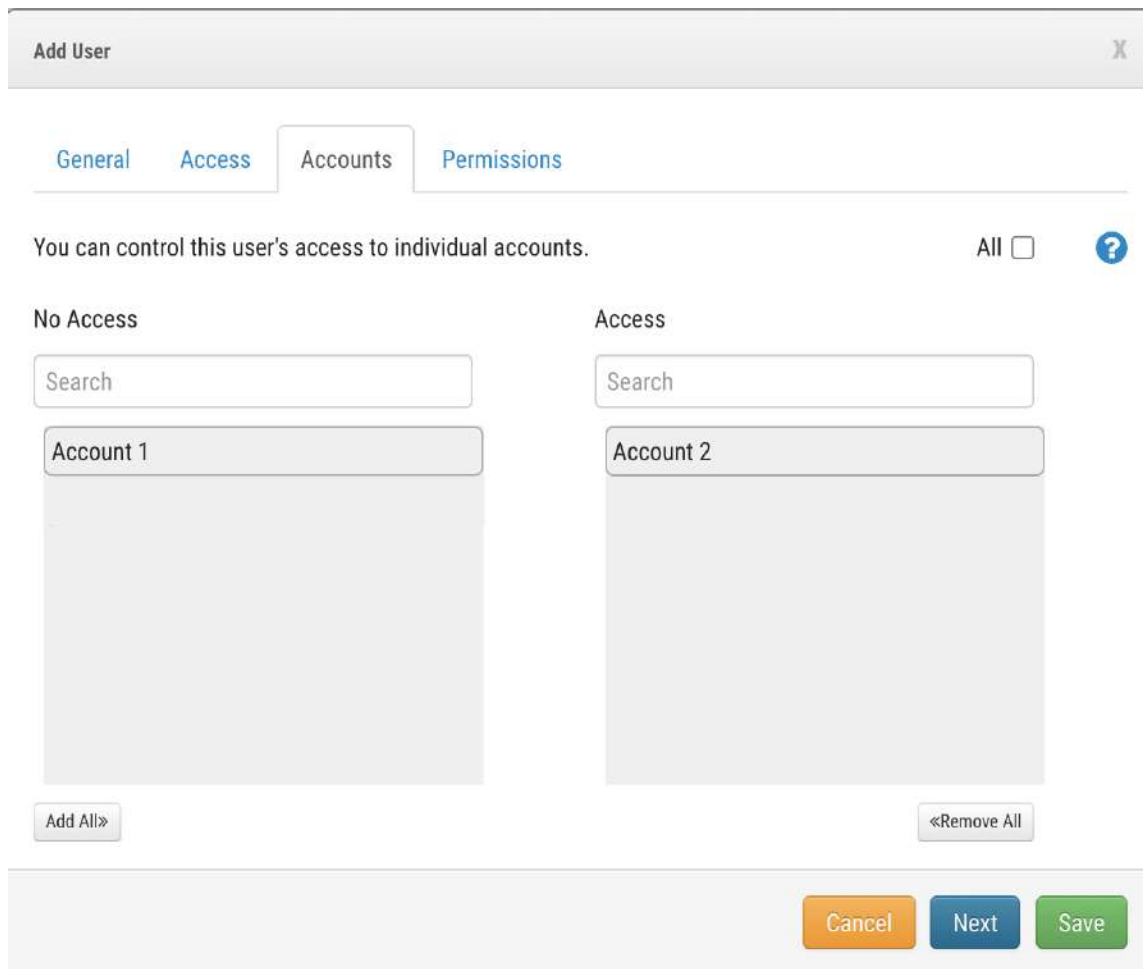 Add User X
General Access Accounts Permissions
You can control this user's access to individual accounts. All ?
No Access Access
Search Search
Account 1 Account 2
Add All» «Remove All
Cancel Next Save